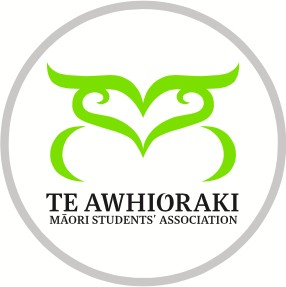 TE AWHIORAKI
MĀORI STUDENTS' ASSOCIATION